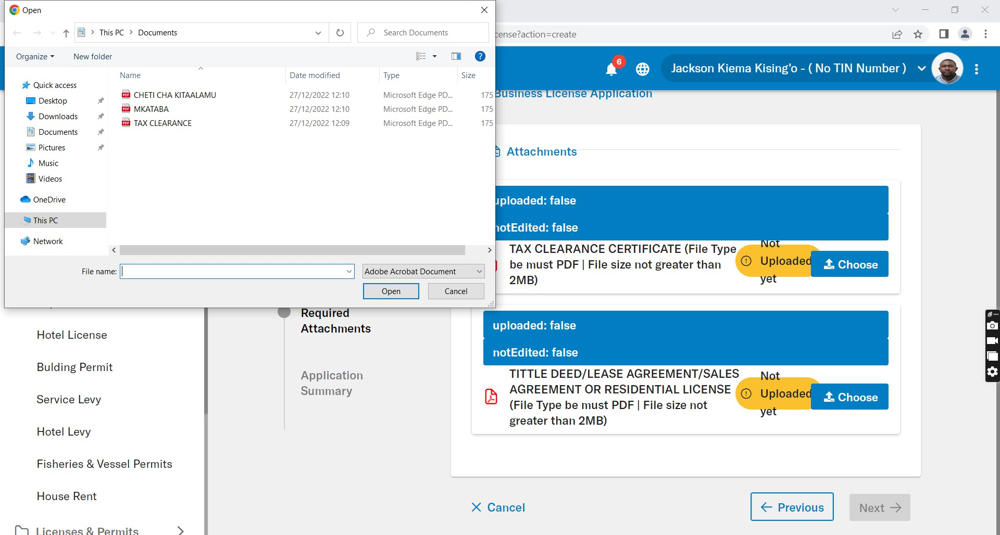 Open
This PC > Documents
Search Documents
Organize
New folder
Name
Date modified
Type
Size
CHETI CHA KITAALAMU 27/12/2022 12:10 Microsoft Edge PD... 175
MKATABA 27/12/2022 12:10 Microsoft Edge PD... 175
TAX CLEARANCE 27/12/2022 12:09 Microsoft Edge PD... 175
Quick access
Desktop
Downloads
Documents
Pictures
Music
Videos
OneDrive
This PC
Network
File name:
Adobe Acrobat Document
Open
Cancel
cense?action=create
6
Jackson Kiema Kising'o - ( No TIN Number )
Business License Application
Attachments
uploaded: false
notEdited: false
TAX CLEARANCE CERTIFICATE (File Type
be must PDF | File size not greater than
2MB)
Not
Uploaded
yet
Choose
uploaded: false
notEdited: false
TITTLE DEED/LEASE AGREEMENT/SALES
AGREEMENT OR RESIDENTIAL LICENSE
(File Type be must PDF | File size not
greater than 2MB)
Not
Uploaded
yet
Choose
Required
Attachments
Application
Summary
Hotel License
Bulding Permit
Service Levy
Hotel Levy
Fisheries & Vessel Permits
House Rent
Licenses & Permits
Cancel
Previous
Next